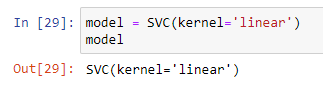 In [29]: model = SVC(kernel='linear')
model
Out[29]: SVC(kernel='linear')